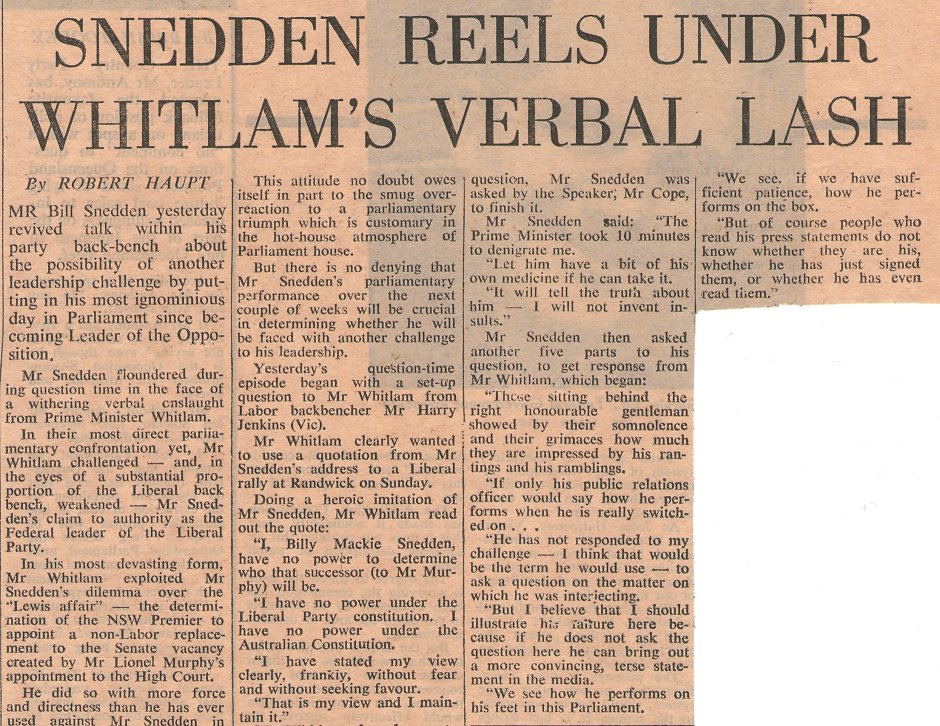 SNEDDEN REELS UNDER
WHITLAM'S VERBAL LASH
By ROBERT HAUPT
MR Bill Snedden yesterday
revived talk within his
party back-bench about
the possibility of another
leadership challenge by put-
ting in his most ignominious
day in Parliament since be-
coming Leader of the Oppo-
sition.
Mr Snedden floundered dur-
ing question time in the face of
a withering verbal onslaught
from Prime Minister Whitlam.
In their most direct parlia-
mentary confrontation yet, Mr
Whitlam challenged — and, in
the eyes of a substantial pro-
portion of the Liberal back
bench, weakened — Mr Sned-
den's claim to authority as the
Federal leader of the Liberal
Party.
In his most devasting form,
Mr Whitlam exploited Mr
Snedden's dilemma over the
"Lewis affair" — the determi-
nation of the NSW Premier to
appoint a non-Labor replace-
ment to the Senate vacancy
created by Mr Lionel Murphy's
appointment to the High Court.
He did so with more force
and directness than he has ever
used against Mr Snedden in
This attitude no doubt owes
itself in part to the smug over-
reaction to a parliamentary
triumph which is customary in
the hot-house atmosphere of
Parliament house.
But there is no denying that
Mr Snedden's parliamentary
performance over the next
couple of weeks will be crucial
in determining whether he will
be faced with another challenge
to his leadership.
Yesterday's question-time
episode began with a set-up
question to Mr Whitlam from
Labor backbencher Mr Harry
Jenkins (Vic).
Mr Whitlam clearly wanted
to use a quotation from Mr
Snedden's address to a Liberal
rally at Randwick on Sunday.
Doing a heroic imitation of
Mr Snedden, Mr Whitlam read
out the quote:
"I, Billy Mackie Snedden,
have no power to determine
who that successor (to Mr Mur-
phy) will be.
"I have no power under the
Liberal Party constitution. I
have no power under the
Australian Constitution.
"I have stated my view
clearly, frankly, without fear
and without seeking favour.
"That is my view and I main-
tain it."
question, Mr Snedden was
asked by the Speaker, Mr Cope,
to finish it.
Mr Snedden said: "The
Prime Minister took 10 minutes
to denigrate me.
"Let him have a bit of his
own medicine if he can take it.
"It will tell the truth about
him — I will not invent in-
sults."
Mr Snedden then asked
another five parts to his
question, to get response from
Mr Whitlam, which began:
"Those sitting behind the
right honourable gentleman
showed by their somnolence
and their grimaces how much
they are impressed by his ran-
tings and his ramblings.
"If only his public relations
officer would say how he per-
forms when he is really switch-
ed on . . .
"He has not responded to my
challenge — I think that would
be the term he would use — to
ask a question on the matter on
which he was interjecting.
"But I believe that I should
illustrate his failure here be-
cause if he does not ask the
question here he can bring out
a more convincing, terse state-
ment in the media.
"We see how he performs on
his feet in this Parliament.
"We see, if we have suf-
ficient patience, how he per-
forms on the box.
"But of course people who
read his press statements do not
know whether they are his,
whether he has just signed
them, or whether he has even
read them."